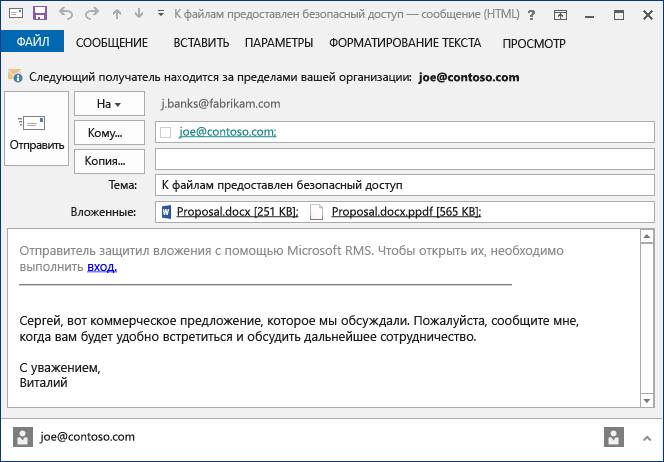 К файлам предоставлен безопасный доступ — сообщение (HTML)
?
ФАЙЛ СООБЩЕНИЕ ВСТАВИТЬ ПАРАМЕТРЫ ФОРМАТИРОВАНИЕ ТЕКСТА ПРОСМОТР
Следующий получатель находится за пределами вашей организации: joe@contoso.com
Отправить
На j.banks@fabrikam.com
Кому... joe@contoso.com;
Копия...
Тема: К файлам предоставлен безопасный доступ
Вложенные: Proposal.docx [251 KB]; Proposal.docx.ppdf [565 KB];
Отправитель защитил вложения с помощью Microsoft RMS. Чтобы открыть их, необходимо
выполнить вход.
Сергей, вот коммерческое предложение, которое мы обсуждали. Пожалуйста, сообщите мне,
когда вам будет удобно встретиться и обсудить дальнейшее сотрудничество.
С уважением,
Виталий
joe@contoso.com